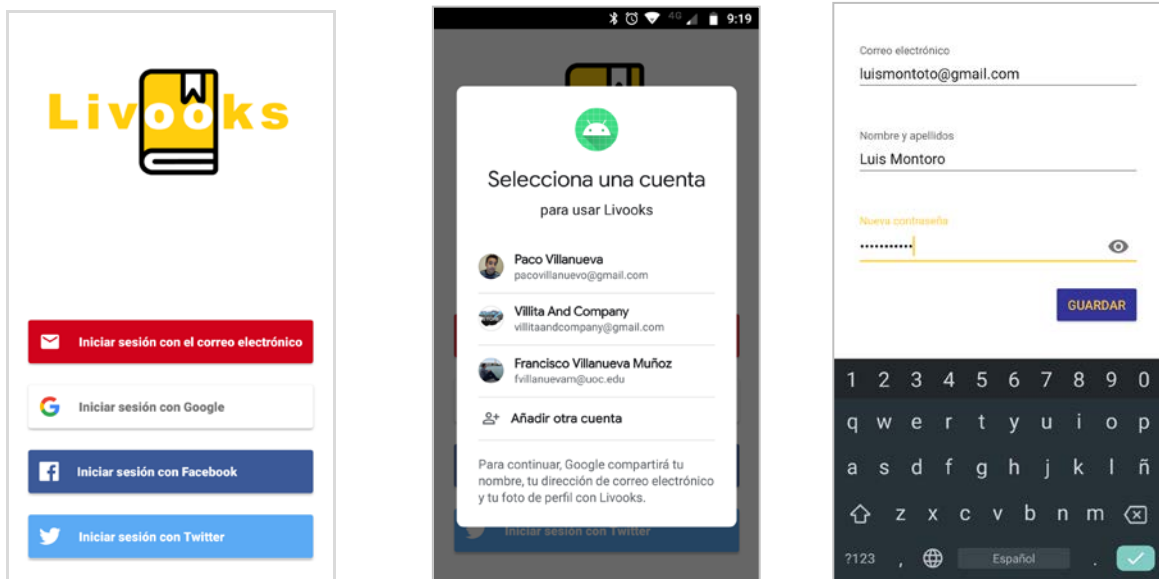 Livooks
Iniciar sesión con el correo electrónico
Iniciar sesión con Google
Iniciar sesión con Facebook
Iniciar sesión con Twitter
4G 9:19
Selecciona una cuenta
para usar Livooks
Paco Villanueva
pacovillanuevo@gmail.com
Villita And Company
villitaandcompany@gmail.com
Francisco Villanueva Muñoz
fvillanuevam@uoc.edu
Añadir otra cuenta
Para continuar, Google compartirá tu
nombre, tu dirección de correo electrónico
y tu foto de perfil con Livooks.
Iniciar sesión con Twitter
Correo electrónico
luismontoto@gmail.com
Nombre y apellidos
Luis Montoro
Nueva contraseña
•••••••••••
GUARDAR
1 2 3 4 5 6 7 8 9 0
q w e r t y u i o p
a s d f g h j k l ñ
z x c v b n m
?123 , Español .